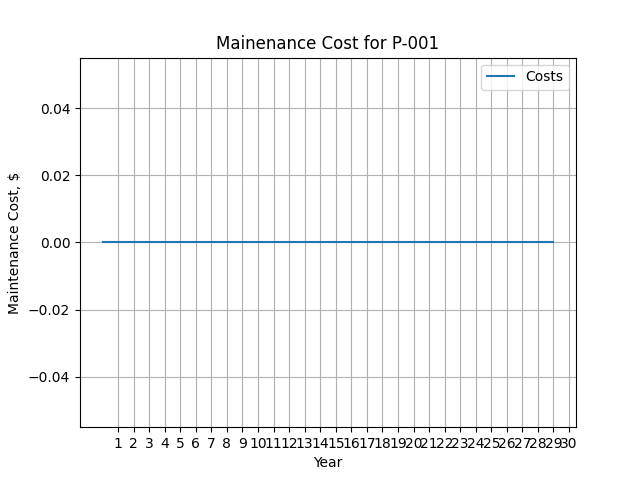 Mainenance Cost for P-001
Costs
Maintenance Cost, $
0.04
0.02
0.00
−0.02
−0.04
1 2 3 4 5 6 7 8 9 10 11 12 13 14 15 16 17 18 19 20 21 22 23 24 25 26 27 28 29 30
Year